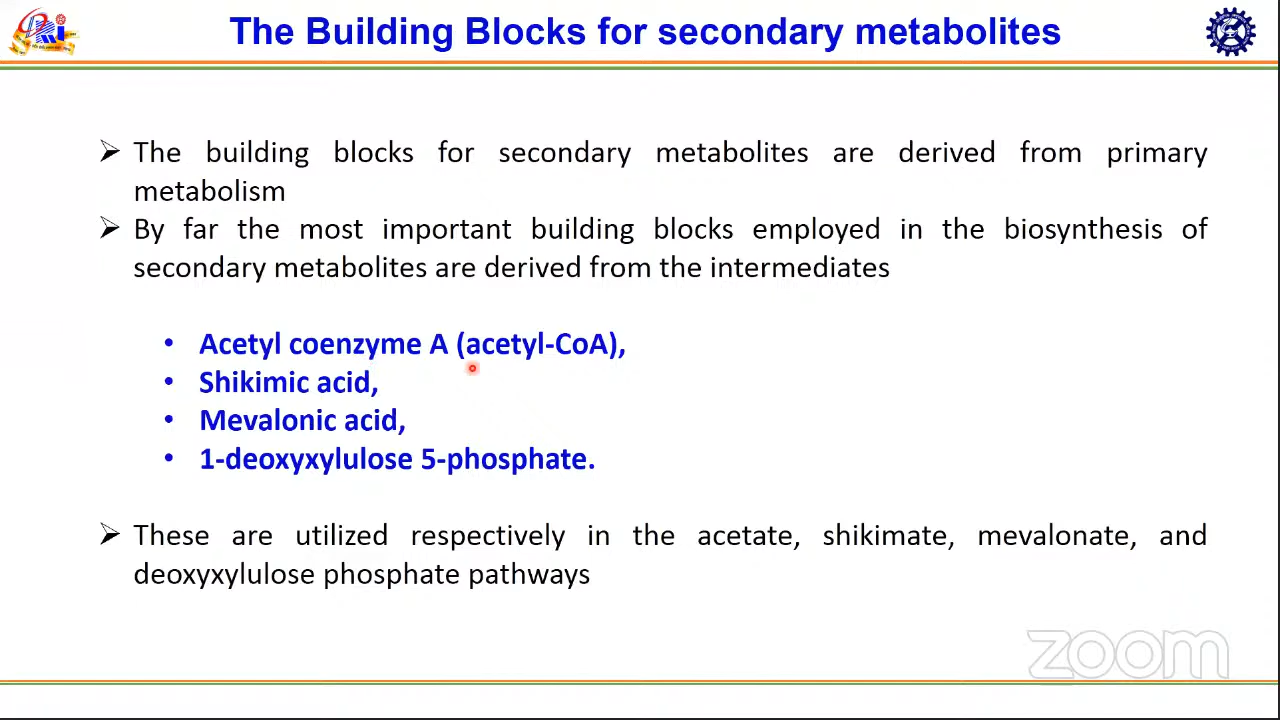 The Building Blocks for secondary metabolites
➢ The building blocks for secondary metabolites are derived from primary
metabolism
➢ By far the most important building blocks employed in the biosynthesis of
secondary metabolites are derived from the intermediates
• Acetyl coenzyme A (acetyl-CoA),
• Shikimic acid,
• Mevalonic acid,
• 1-deoxyxylulose 5-phosphate.
➢ These are utilized respectively in the acetate, shikimate, mevalonate, and
deoxyxylulose phosphate pathways
zoom